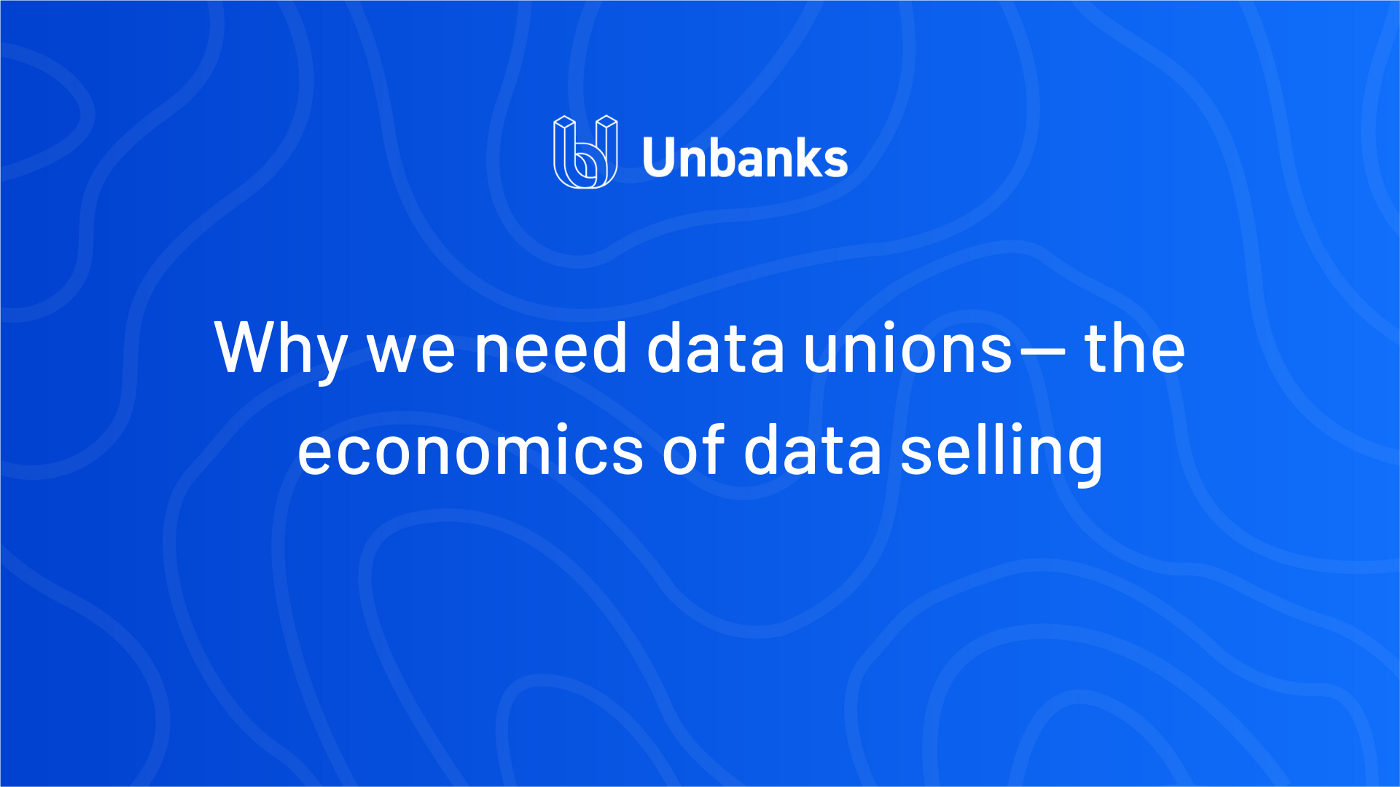 Unbanks
Why we need data unions— the
economics of data selling